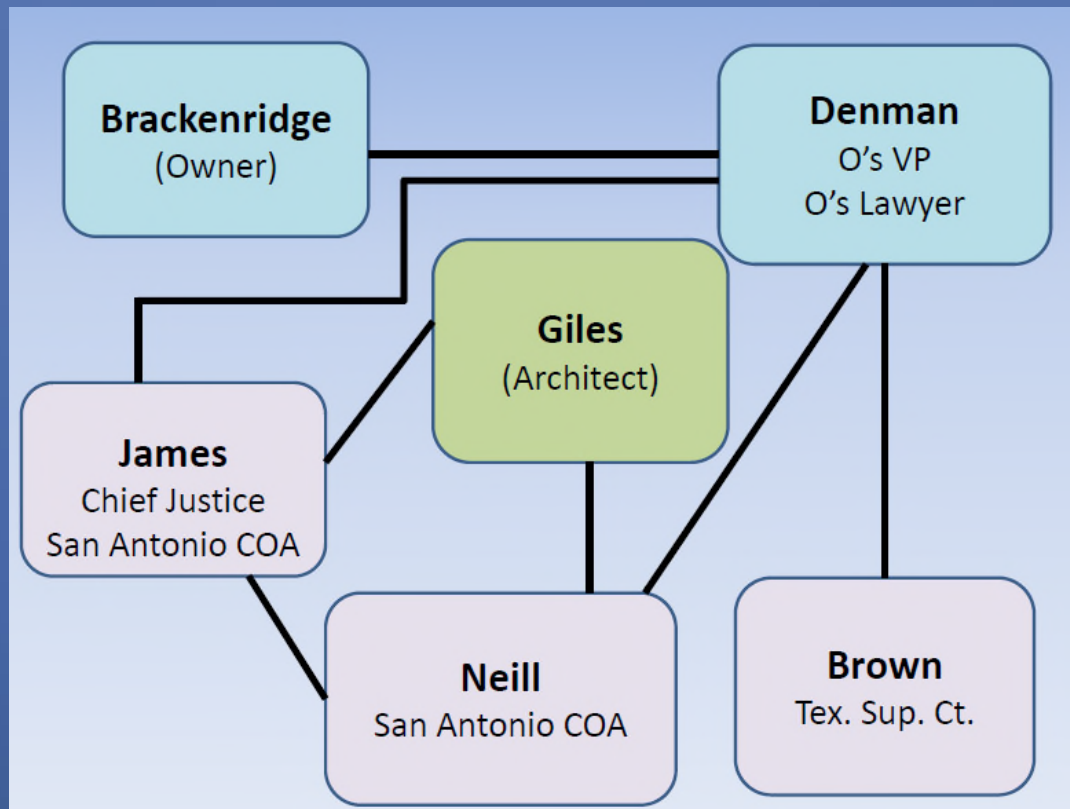 Brackenridge
(Owner)
Denman
O's VP
O's Lawyer
Giles
(Architect)
James
Chief Justice
San Antonio COA
Neill
San Antonio COA
Brown
Tex. Sup. Ct.